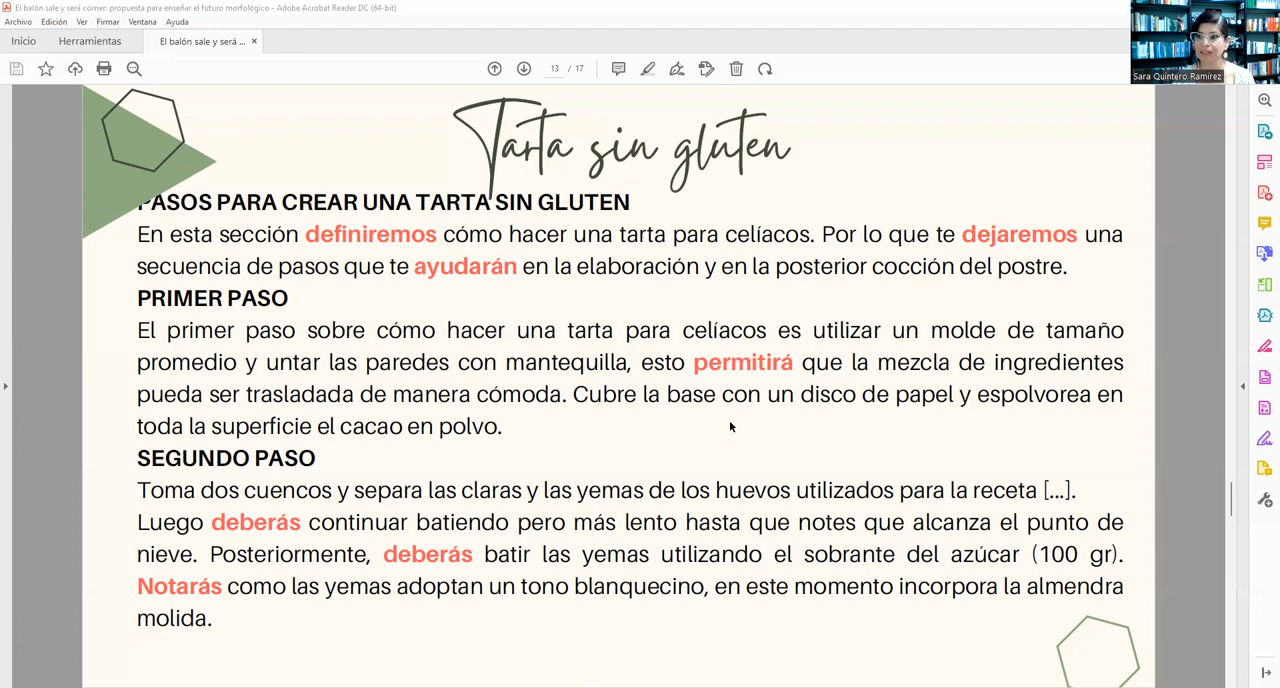 El balón sale y será córner: propuesta para enseñar el futuro morfológico - Adobe Acrobat Reader DC (64-bit)
Archivo Edición Ver Firmar Ventana Ayuda
Inicio Herramientas El balón sale y será ... ×
13 / 17
Sara Quintero Ramírez
Tarta sin gluten
PASOS PARA CREAR UNA TARTA SIN GLUTEN
En esta sección definiremos cómo hacer una tarta para celíacos. Por lo que te dejaremos una
secuencia de pasos que te ayudarán en la elaboración y en la posterior cocción del postre.
PRIMER PASO
El primer paso sobre cómo hacer una tarta para celíacos es utilizar un molde de tamaño
promedio y untar las paredes con mantequilla, esto permitirá que la mezcla de ingredientes
pueda ser trasladada de manera cómoda. Cubre la base con un disco de papel y espolvorea en
toda la superficie el cacao en polvo.
SEGUNDO PASO
Toma dos cuencos y separa las claras y las yemas de los huevos utilizados para la receta [...].
Luego deberás continuar batiendo pero más lento hasta que notes que alcanza el punto de
nieve. Posteriormente, deberás batir las yemas utilizando el sobrante del azúcar (100 gr).
Notarás como las yemas adoptan un tono blanquecino, en este momento incorpora la almendra
molida.